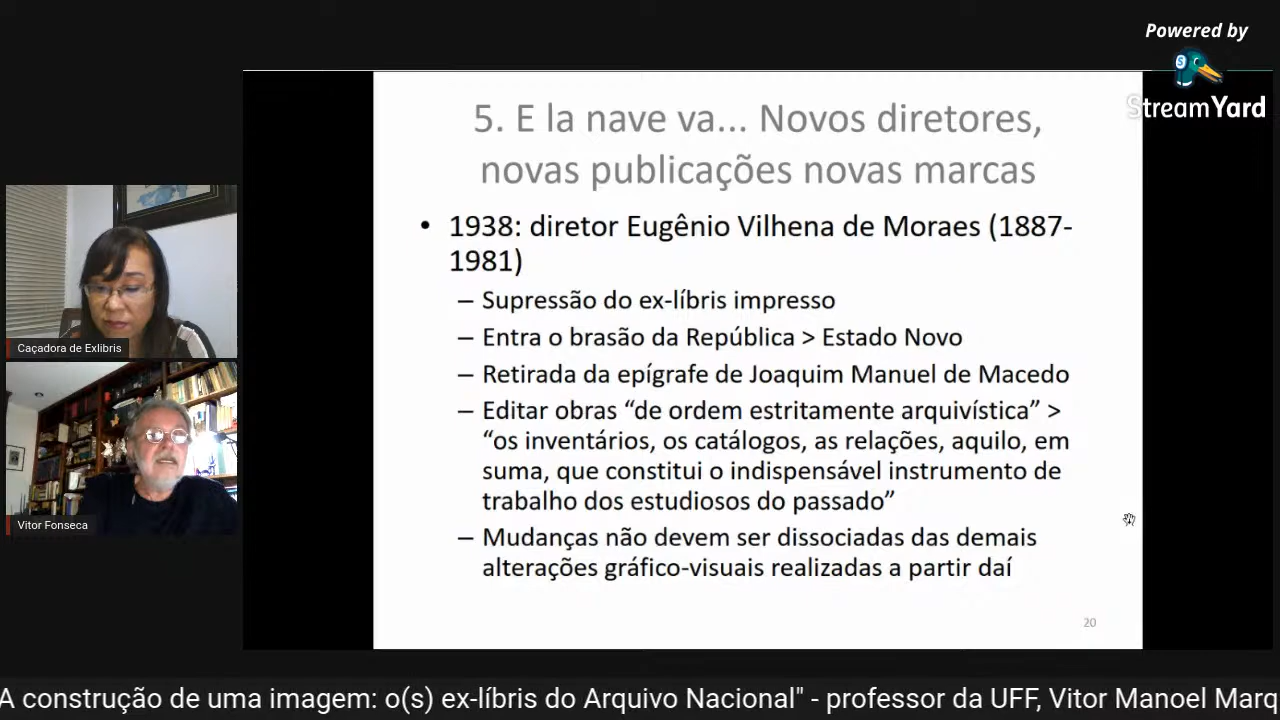 Powered by
StreamYard
5. E la nave va... Novos diretores,
novas publicações novas marcas
• 1938: diretor Eugênio Vilhena de Moraes (1887-
1981)
– Supressão do ex-líbris impresso
– Entra o brasão da República > Estado Novo
– Retirada da epígrafe de Joaquim Manuel de Macedo
– Editar obras “de ordem estritamente arquivística” >
“os inventários, os catálogos, as relações, aquilo, em
suma, que constitui o indispensável instrumento de
trabalho dos estudiosos do passado”
– Mudanças não devem ser dissociadas das demais
alterações gráfico-visuais realizadas a partir daí
20
Caçadora de Exlibris
Vitor Fonseca
A construção de uma imagem: o(s) ex-líbris do Arquivo Nacional" - professor da UFF, Vitor Manoel Marq